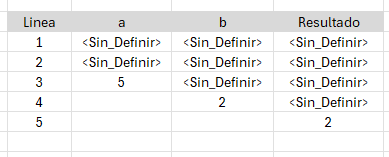 Linea a b Resultado
1 <Sin_Definir> <Sin_Definir> <Sin_Definir>
2 <Sin_Definir> <Sin_Definir> <Sin_Definir>
3 5 <Sin_Definir> <Sin_Definir>
4 2 <Sin_Definir>
5 2